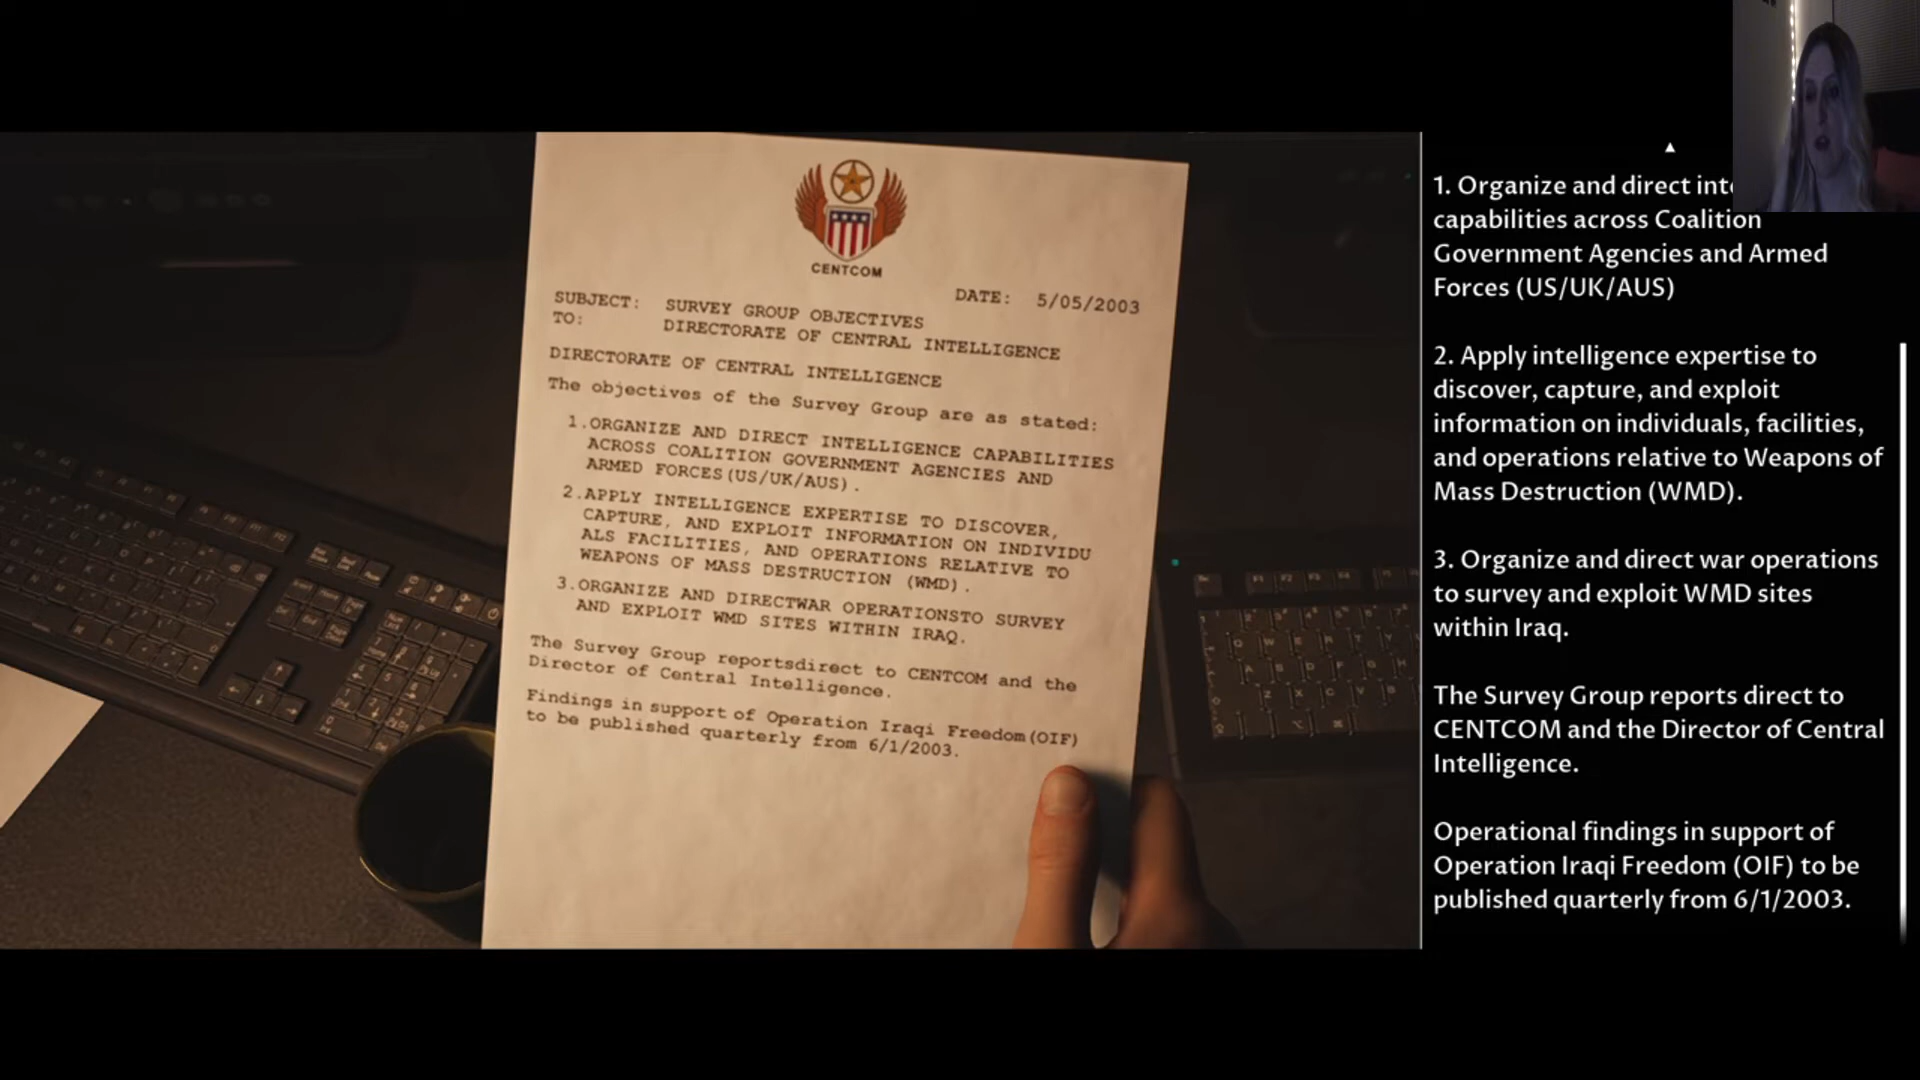 CENTCOM
DATE: 5/05/2003
SUBJECT: SURVEY GROUP OBJECTIVES
TO: DIRECTORATE OF CENTRAL INTELLIGENCE
DIRECTORATE OF CENTRAL INTELLIGENCE
The objectives of the Survey Group are as stated:
1.ORGANIZE AND DIRECT INTELLIGENCE CAPABILITIES
ACROSS COALITION GOVERNMENT AGENCIES AND
ARMED FORCES(US/UK/AUS).
2.APPLY INTELLIGENCE EXPERTISE TO DISCOVER,
CAPTURE, AND EXPLOIT INFORMATION ON INDIVIDU
ALS FACILITIES, AND OPERATIONS RELATIVE TO
WEAPONS OF MASS DESTRUCTION (WMD).
3.ORGANIZE AND DIRECTWAR OPERATIONSTO SURVEY
AND EXPLOIT WMD SITES WITHIN IRAQ.
The Survey Group reportsdirect to CENTCOM and the
Director of Central Intelligence.
Findings in support of Operation Iraqi Freedom(OIF)
to be published quarterly from 6/1/2003.
1. Organize and direct
capabilities across Coalition
Government Agencies and Armed
Forces (US/UK/AUS)
2. Apply intelligence expertise to
discover, capture, and exploit
information on individuals, facilities,
and operations relative to Weapons of
Mass Destruction (WMD).
3. Organize and direct war operations
to survey and exploit WMD sites
within Iraq.
The Survey Group reports direct to
CENTCOM and the Director of Central
Intelligence.
Operational findings in support of
Operation Iraqi Freedom (OIF) to be
published quarterly from 6/1/2003.